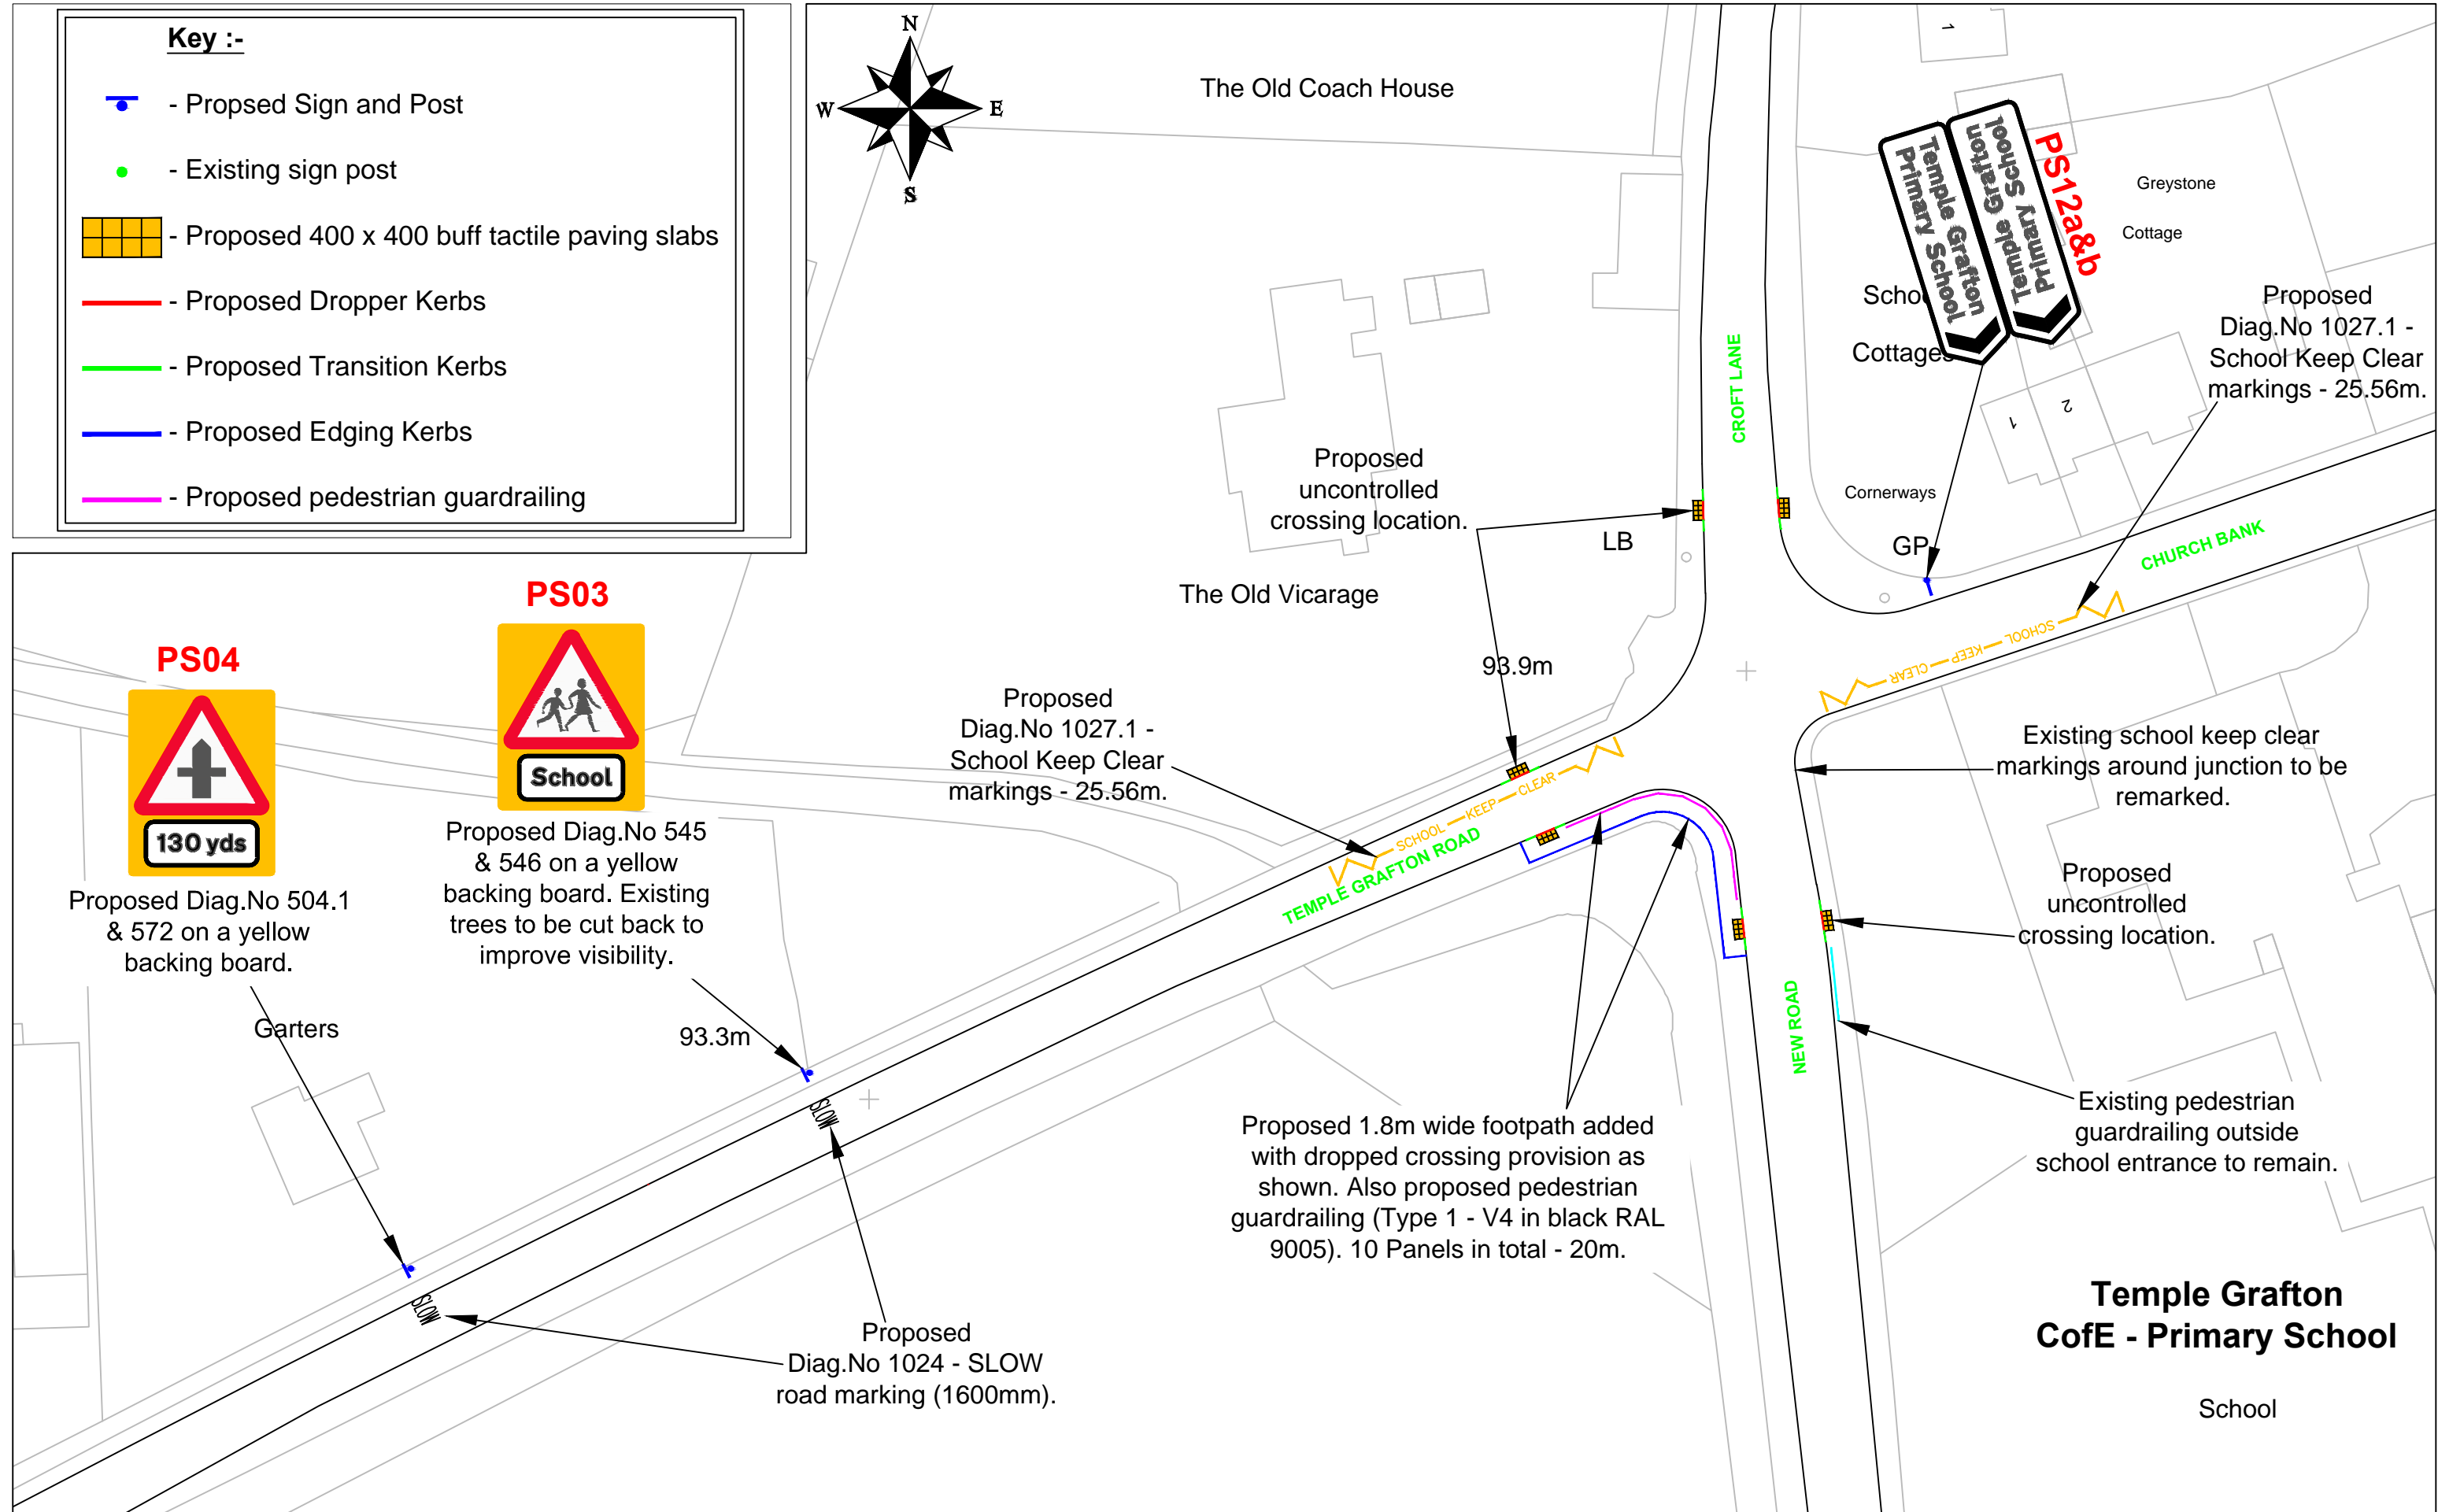 Key :-
- Propsed Sign and Post
- Existing sign post
- Proposed 400 x 400 buff tactile paving slabs
- Proposed Dropper Kerbs
- Proposed Transition Kerbs
- Proposed Edging Kerbs
- Proposed pedestrian guardrailing
N
W
E
S
The Old Coach House
1
PS12a&b
Temple Grafton
Primary School
Temple Grafton
Primary School
Greystone
Cottage
School
Cottages
Proposed
Diag.No 1027.1 -
School Keep Clear
markings - 25.56m.
CROFT LANE
1
2
Proposed
uncontrolled
crossing location.
LB
Cornerways
GP
CHURCH BANK
The Old Vicarage
93.9m
SCHOOL KEEP CLEAR
PS04
130 yds
Proposed Diag.No 504.1
& 572 on a yellow
backing board.
PS03
School
Proposed Diag.No 545
& 546 on a yellow
backing board. Existing
trees to be cut back to
improve visibility.
Proposed
Diag.No 1027.1 -
School Keep Clear
markings - 25.56m.
SCHOOL KEEP CLEAR
TEMPLE GRAFTON ROAD
Existing school keep clear
markings around junction to be
remarked.
Proposed
uncontrolled
crossing location.
NEW ROAD
Garters
93.3m
SLOW
SLOW
Proposed
Diag.No 1024 - SLOW
road marking (1600mm).
Proposed 1.8m wide footpath added
with dropped crossing provision as
shown. Also proposed pedestrian
guardrailing (Type 1 - V4 in black RAL
9005). 10 Panels in total - 20m.
Existing pedestrian
guardrailing outside
school entrance to remain.
Temple Grafton
CofE - Primary School
School